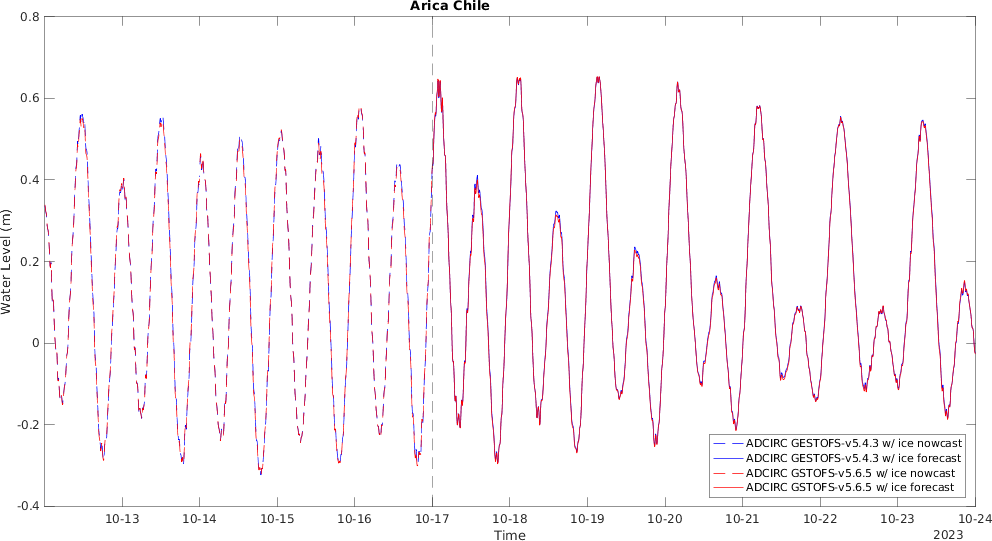 Arica Chile
0.8
0.6
0.4
0.2
0
-0.2
-0.4
Water Level (m)
10-13
10-14
10-15
10-16
10-17
10-18
10-19
10-20
10-21
10-22
10-23
10-24
2023
Time
ADCIRC GESTOFS-v5.4.3 w/ ice nowcast
ADCIRC GESTOFS-v5.4.3 w/ ice forecast
ADCIRC GSTOFS-v5.6.5 w/ ice nowcast
ADCIRC GSTOFS-v5.6.5 w/ ice forecast